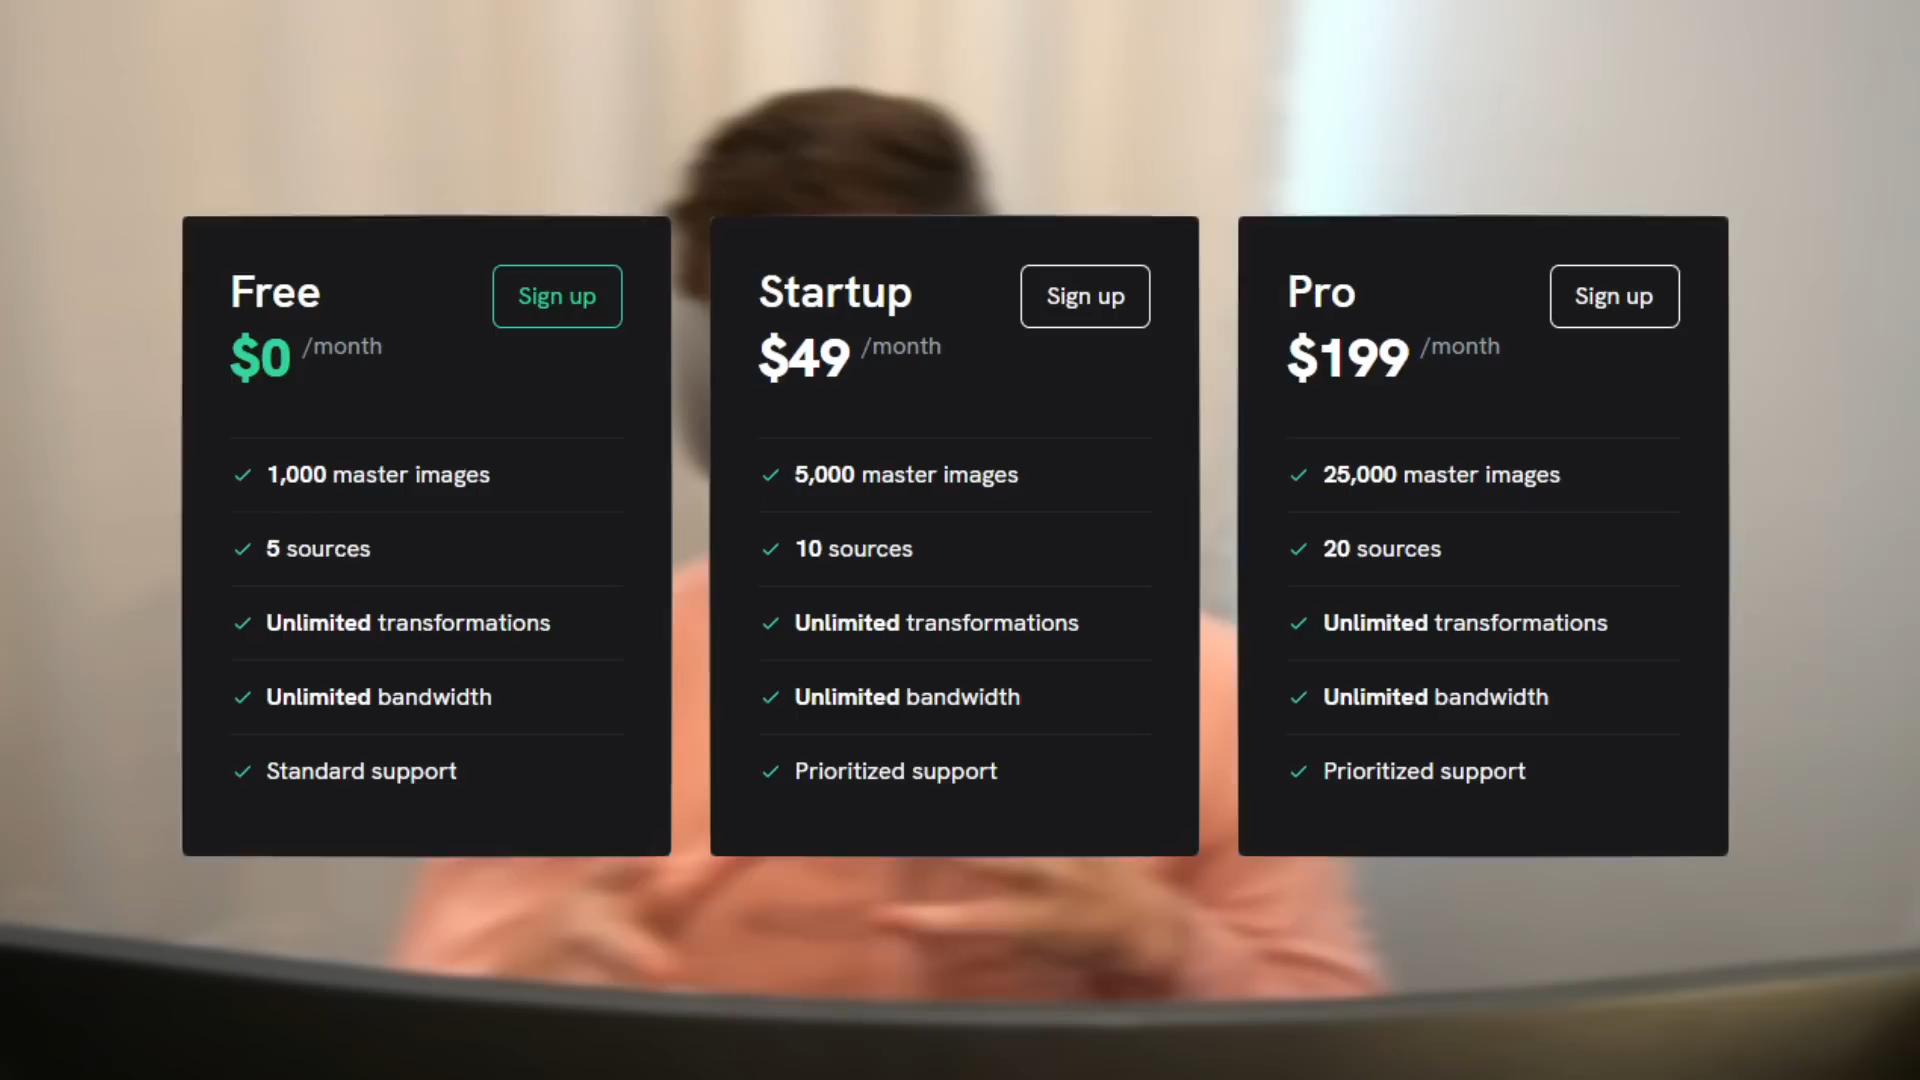 Free
Sign up
$0 /month
1,000 master images
5 sources
Unlimited transformations
Unlimited bandwidth
Standard support
Startup
Sign up
$49 /month
5,000 master images
10 sources
Unlimited transformations
Unlimited bandwidth
Prioritized support
Pro
Sign up
$199 /month
25,000 master images
20 sources
Unlimited transformations
Unlimited bandwidth
Prioritized support